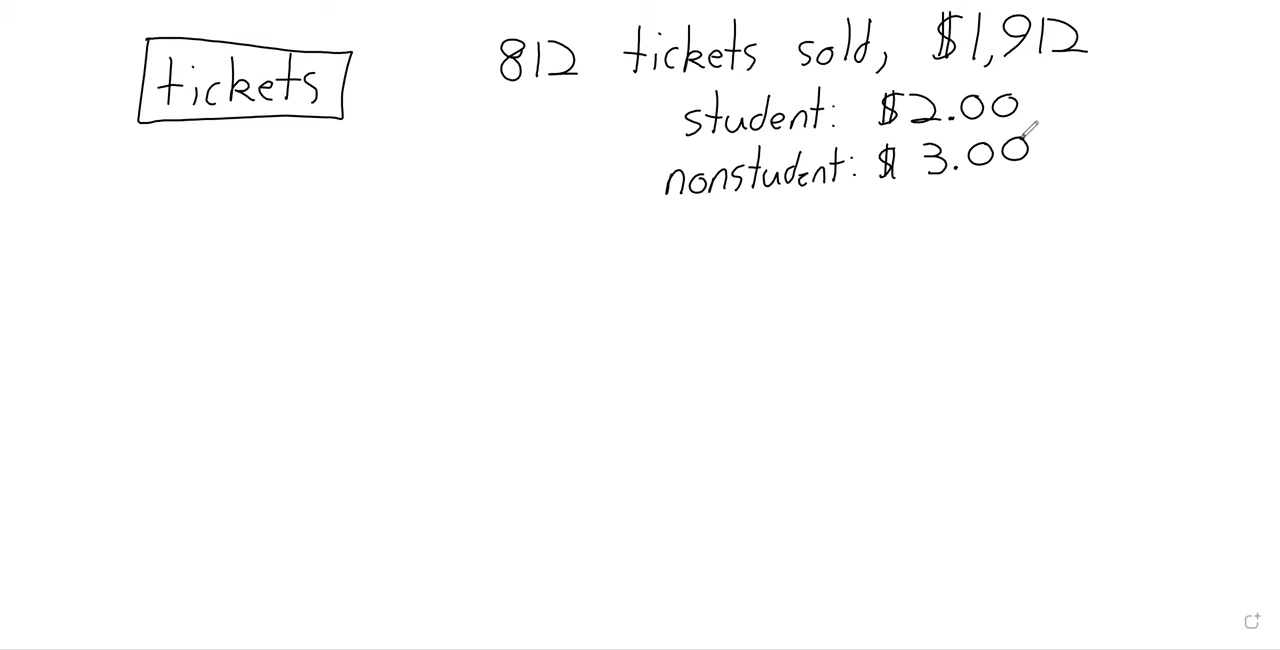 tickets
812 tickets sold, $1,912
student: $2.00
nonstudent: $ 3.00